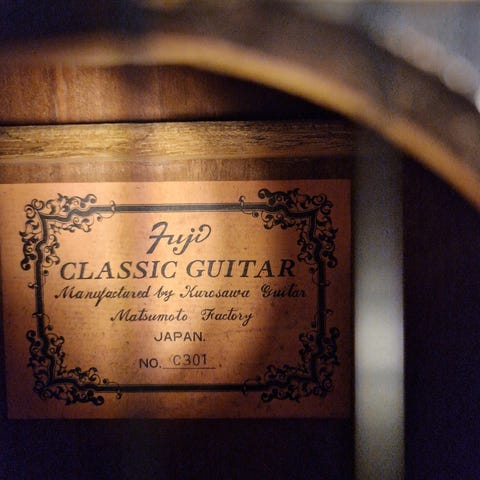 Fuji
CLASSIC GUITAR
Manufactured by Kurosawa Guitar
Matsumoto Factory
JAPAN.
NO. C301